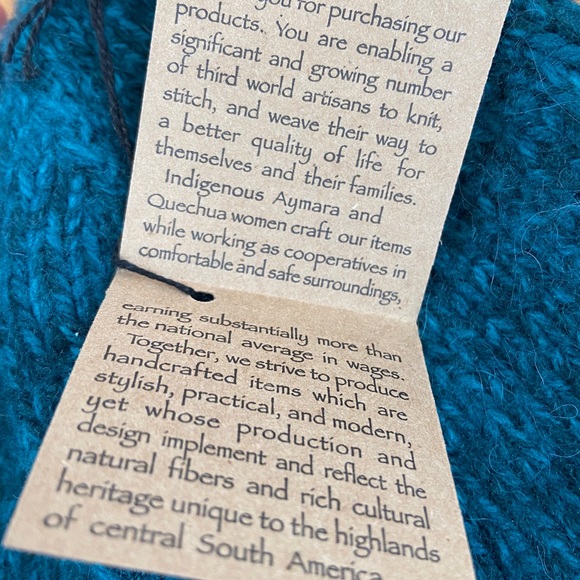 you for purchasing our
products. You are enabling a
significant and growing number
of third world artisans to knit,
stitch, and weave their way to
a better quality of life for
themselves and their families.
Indigenous Aymara and
Quechua women craft our items
while working as cooperatives in
comfortable and safe surroundings,
earning substantially more than
the national average in wages.
Together, we strive to produce
handcrafted items which are
stylish, practical, and modern,
yet whose production and
design implement and reflect the
natural fibers and rich cultural
heritage unique to the highlands
of central South America